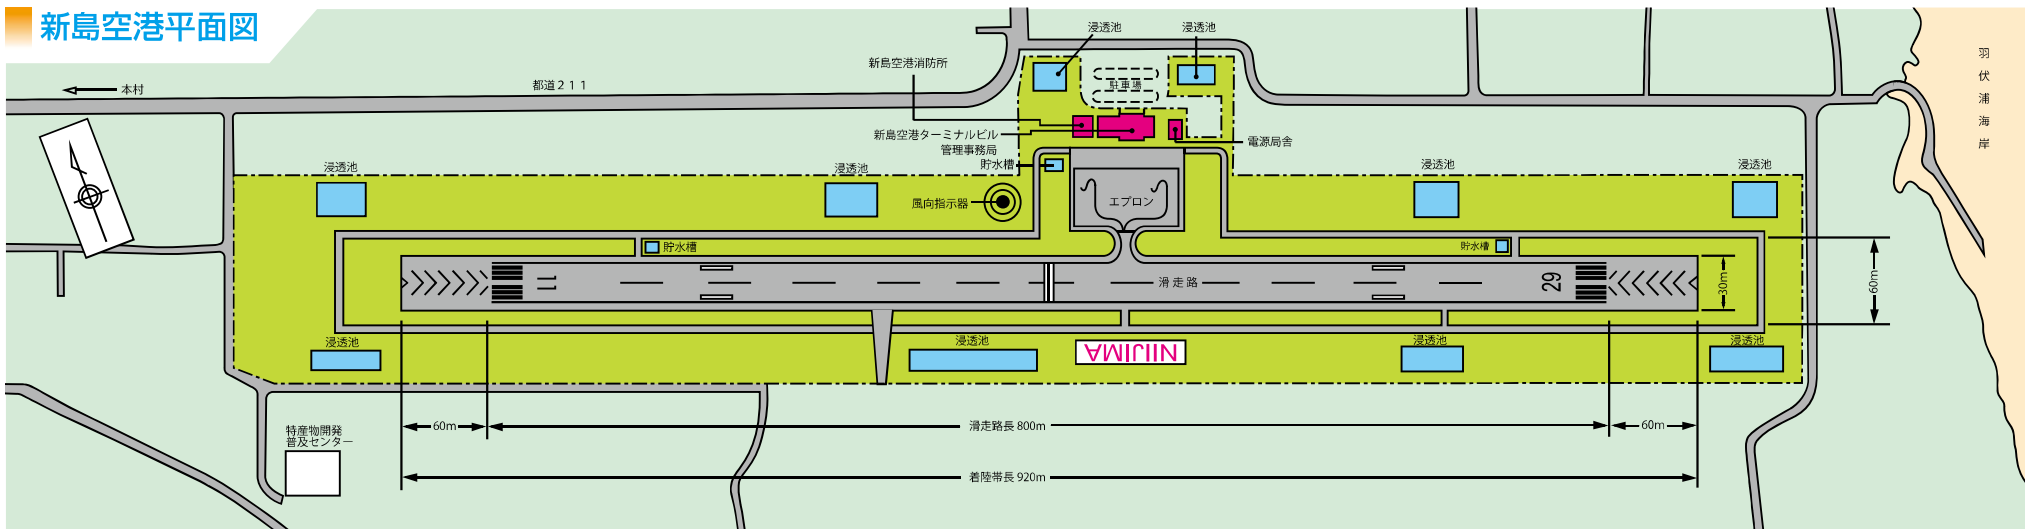 新島空港平面図
浸透池
浸透池
羽伏浦海岸
新島空港消防所
本村
都道211
駐車場
新島空港ターミナルビル
管理事務局
電源局舎
貯水槽
浸透池
浸透池
浸透池
浸透池
風向指示器
エプロン
貯水槽
貯水槽
11
滑走路
29
30m
60m
浸透池
浸透池
NIIJIMA
浸透池
浸透池
特産物開発
普及センター
60m
滑走路長 800m
60m
着陸帯長 920m